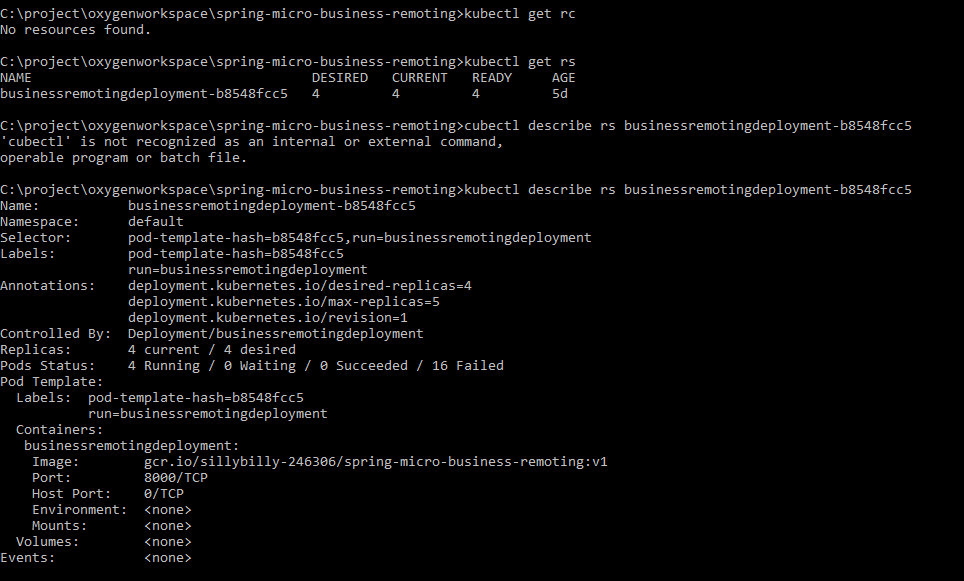 C:\project\oxygenworkspace\spring-micro-business-remoting>kubectl get rc
No resources found.
C:\project\oxygenworkspace\spring-micro-business-remoting>kubectl get rs
NAME DESIRED CURRENT READY AGE
businessremotingdeployment-b8548fcc5 4 4 4 5d
C:\project\oxygenworkspace\spring-micro-business-remoting>cubectl describe rs businessremotingdeployment-b8548fcc5
'cubectl' is not recognized as an internal or external command,
operable program or batch file.
C:\project\oxygenworkspace\spring-micro-business-remoting>kubectl describe rs businessremotingdeployment-b8548fcc5
Name: businessremotingdeployment-b8548fcc5
Namespace: default
Selector: pod-template-hash=b8548fcc5,run=businessremotingdeployment
Labels: pod-template-hash=b8548fcc5
run=businessremotingdeployment
Annotations: deployment.kubernetes.io/desired-replicas=4
deployment.kubernetes.io/max-replicas=5
deployment.kubernetes.io/revision=1
Controlled By: Deployment/businessremotingdeployment
Replicas: 4 current / 4 desired
Pods Status: 4 Running / 0 Waiting / 0 Succeeded / 16 Failed
Pod Template:
Labels: pod-template-hash=b8548fcc5
run=businessremotingdeployment
Containers:
businessremotingdeployment:
Image: gcr.io/sillybilly-246306/spring-micro-business-remoting:v1
Port: 8000/TCP
Host Port: 0/TCP
Environment: <none>
Mounts: <none>
Volumes: <none>
Events: <none>